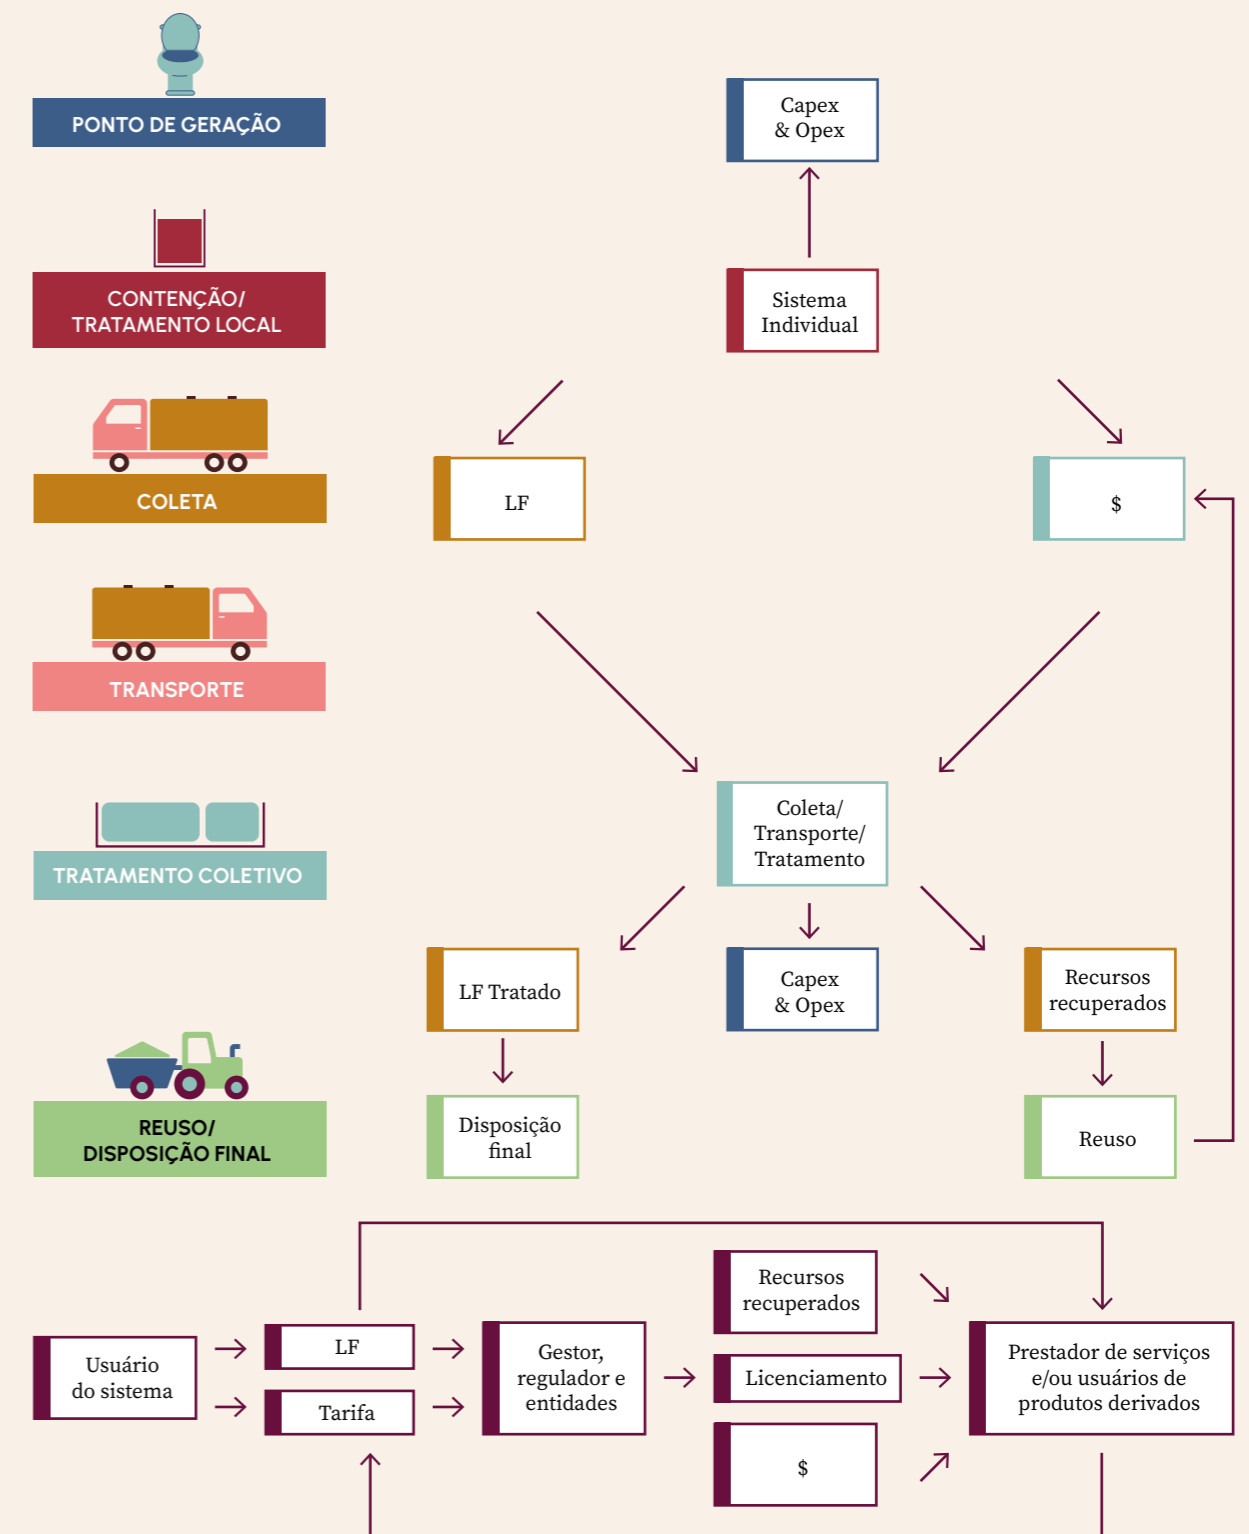 PONTO DE GERAÇÃO
Capex
& Opex
CONTENÇÃO/
TRATAMENTO LOCAL
Sistema
Individual
COLETA
LF
$
TRANSPORTE
Coleta/
Transporte/
Tratamento
TRATAMENTO COLETIVO
LF Tratado
Capex
& Opex
Recursos
recuperados
REUSO/
DISPOSIÇÃO FINAL
Disposição
final
Reuso
Usuário
do sistema
LF
Tarifa
Gestor,
regulador e
entidades
Recursos
recuperados
Licenciamento
$
Prestador de serviços
e/ou usuários de
produtos derivados